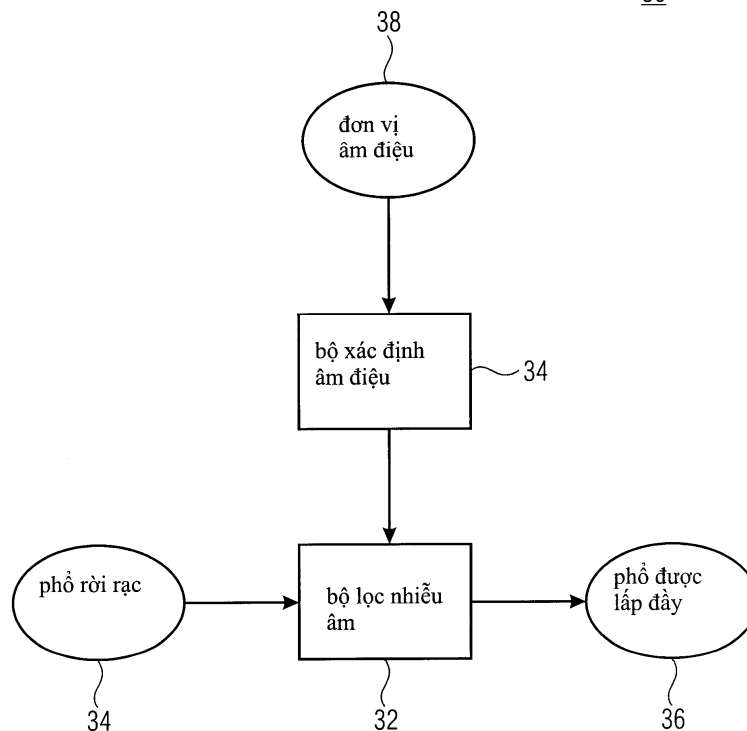 38
đơn vị
âm điệu
bộ xác định
âm điệu
34
phổ rời rạc
bộ lọc nhiễu
âm
phổ được
lấp đầy
34
32
36